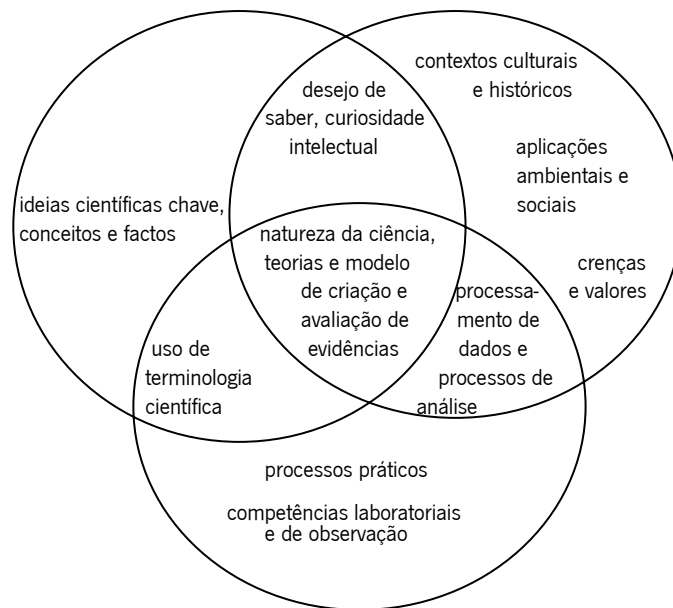 contextos culturais
e históricos
desejo de
saber, curiosidade
intelectual
aplicações
ambientais e
sociais
ideias científicas chave,
conceitos e factos
natureza da ciência,
teorias e modelo
de criação e
avaliação de
evidências
crenças
e valores
processa-
mento de
dados e
processos de
análise
uso de
terminologia
científica
processos práticos
competências laboratoriais
e de observação